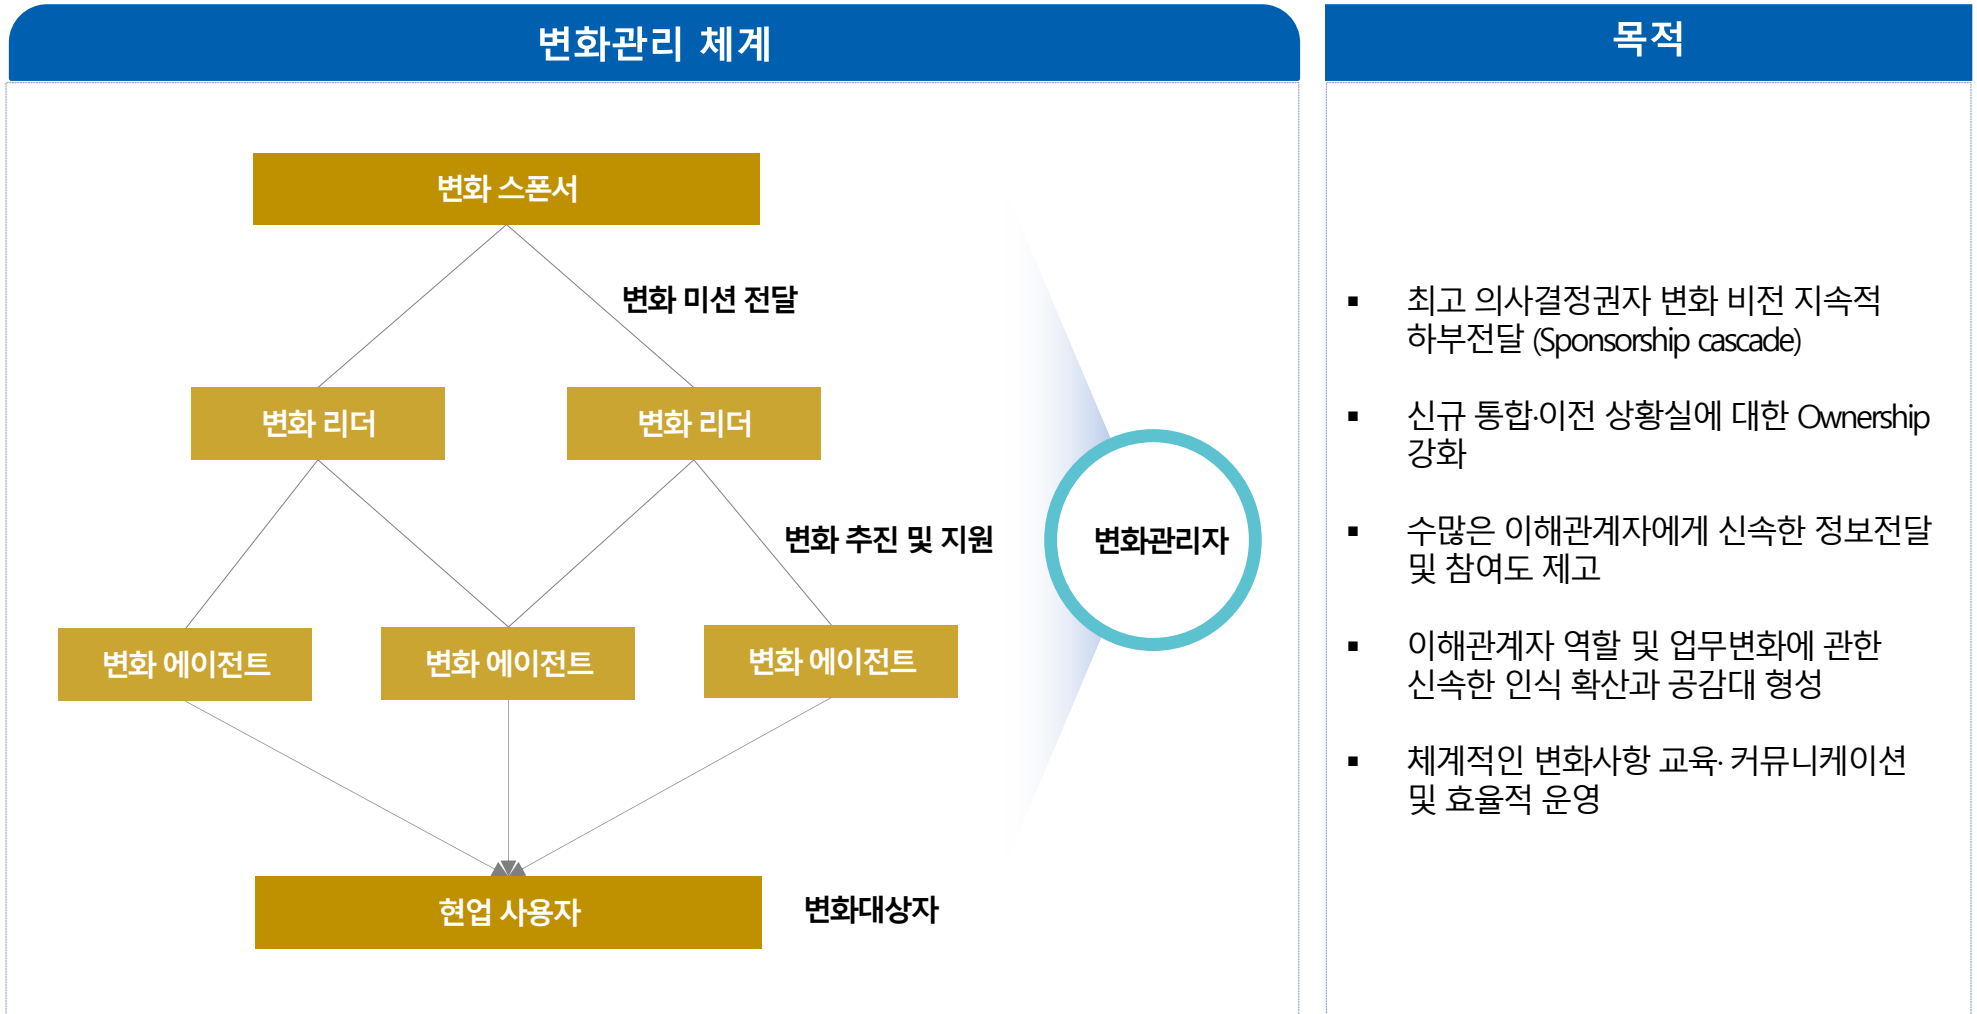 변화관리 체계
변화 스폰서
변화 미션 전달
변화 리더
변화 리더
변화 추진 및 지원
변화관리자
변화 에이전트
변화 에이전트
변화 에이전트
현업 사용자
변화대상자
목적
▪ 최고 의사결정권자 변화 비전 지속적
하부전달 (Sponsorship cascade)
▪ 신규 통합·이전 상황실에 대한 Ownership
강화
▪ 수많은 이해관계자에게 신속한 정보전달
및 참여도 제고
▪ 이해관계자 역할 및 업무변화에 관한
신속한 인식 확산과 공감대 형성
▪ 체계적인 변화사항 교육· 커뮤니케이션
및 효율적 운영